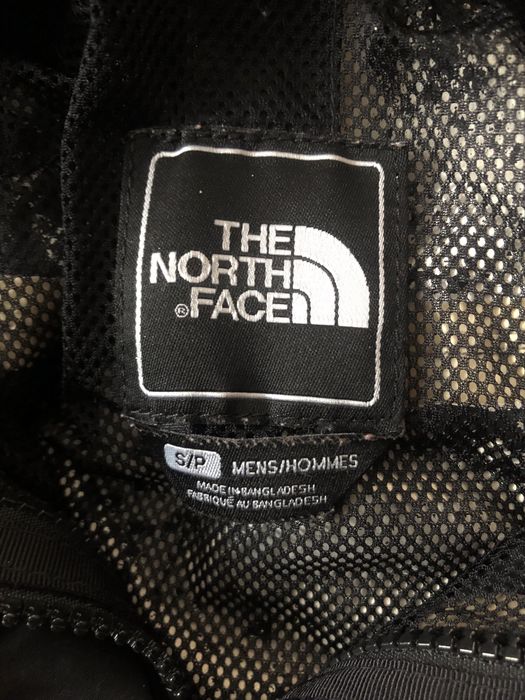 THE
NORTH
®FACE
S/P MENS/HOMMES
MADE IN BANGLADESH
FABRIQUÉ AU BANGLADESH